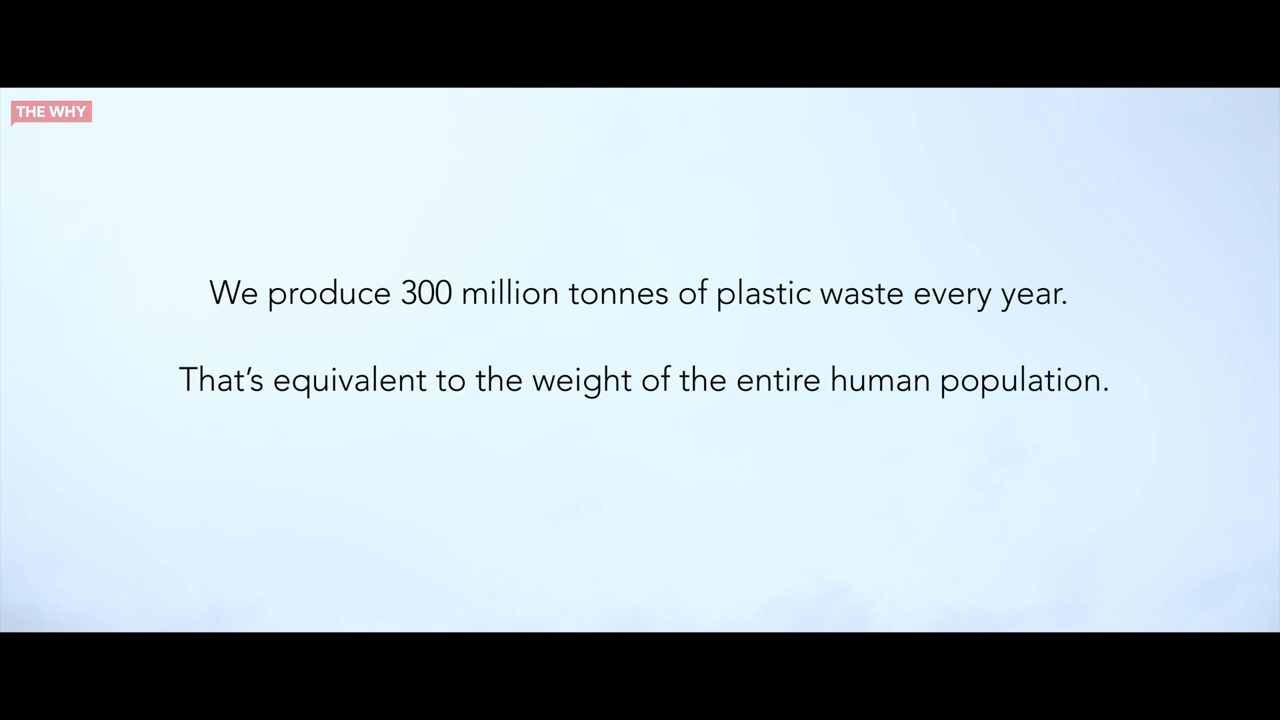 THE WHY
We produce 300 million tonnes of plastic waste every year.
That’s equivalent to the weight of the entire human population.